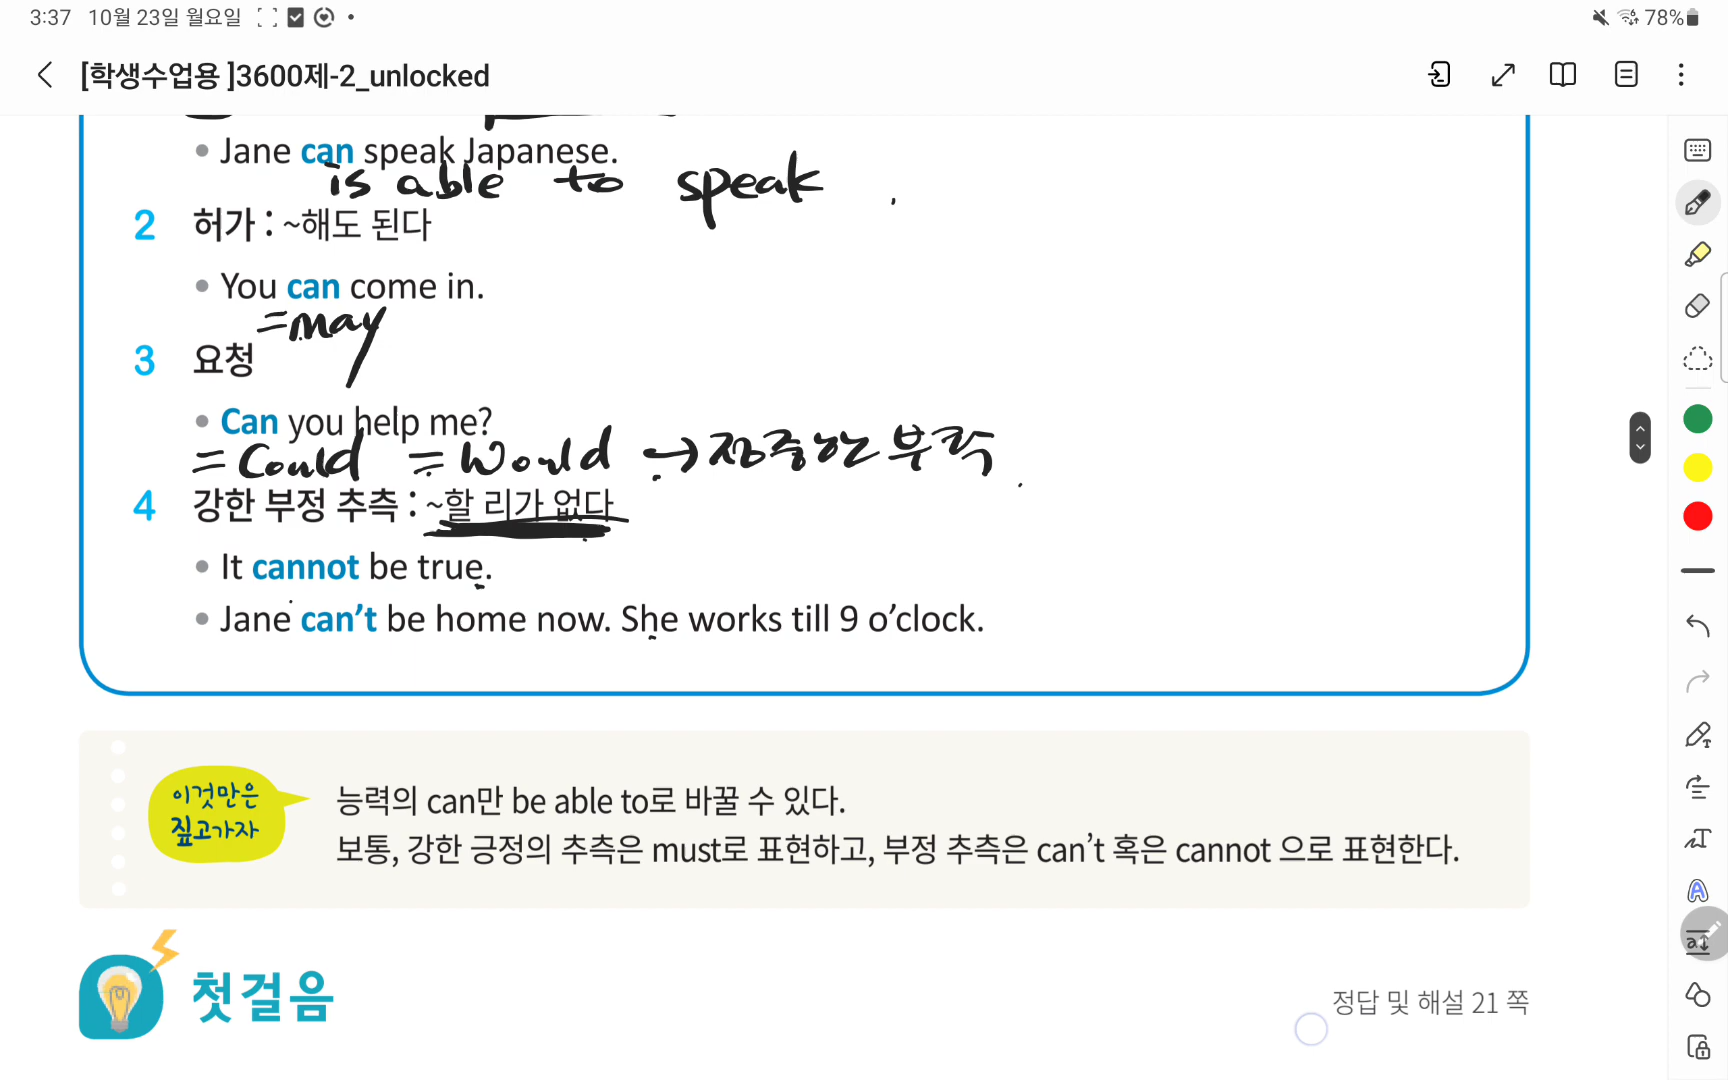 3:37 10월 23일 월요일
78%
[학생수업용 ]3600제-2_unlocked
• Jane can speak Japanese.
is able to speak
2 허가 : ~해도 된다
• You can come in.
=may
3 요청
• Can you help me?
= Could = World → 정중한 부탁
4 강한 부정 추측 : ~할 리가 없다
• It cannot be true.
• Jane can't be home now. She works till 9 o'clock.
이것만은
짚고가자
능력의 can만 be able to로 바꿀 수 있다.
보통, 강한 긍정의 추측은 must로 표현하고, 부정 추측은 can't 혹은 cannot 으로 표현한다.
첫걸음
정답 및 해설 21 쪽